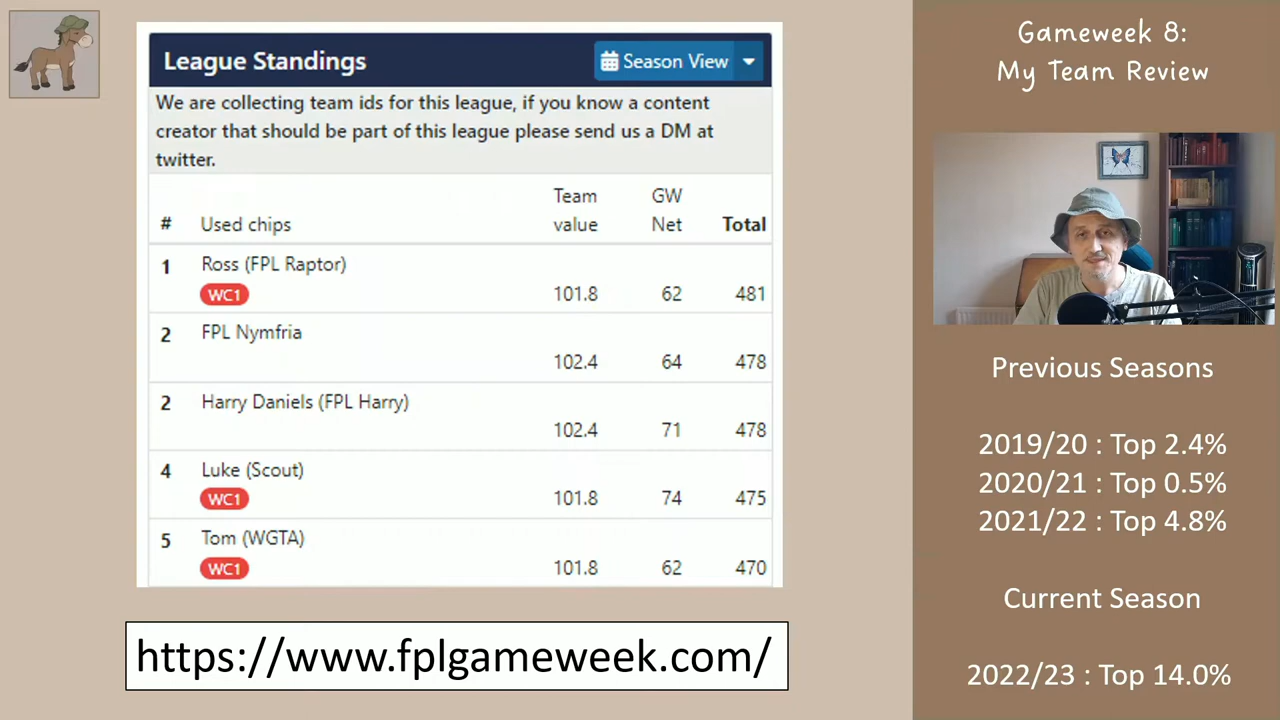 League Standings
Season View
We are collecting team ids for this league, if you know a content
creator that should be part of this league please send us a DM at
twitter.
# Used chips Team value GW Net Total
1 Ross (FPL Raptor)
WC1 101.8 62 481
2 FPL Nymfria
102.4 64 478
2 Harry Daniels (FPL Harry)
102.4 71 478
4 Luke (Scout)
WC1 101.8 74 475
5 Tom (WGTA)
WC1 101.8 62 470
https://www.fplgameweek.com/
Gameweek 8:
My Team Review
Previous Seasons
2019/20 : Top 2.4%
2020/21 : Top 0.5%
2021/22 : Top 4.8%
Current Season
2022/23 : Top 14.0%